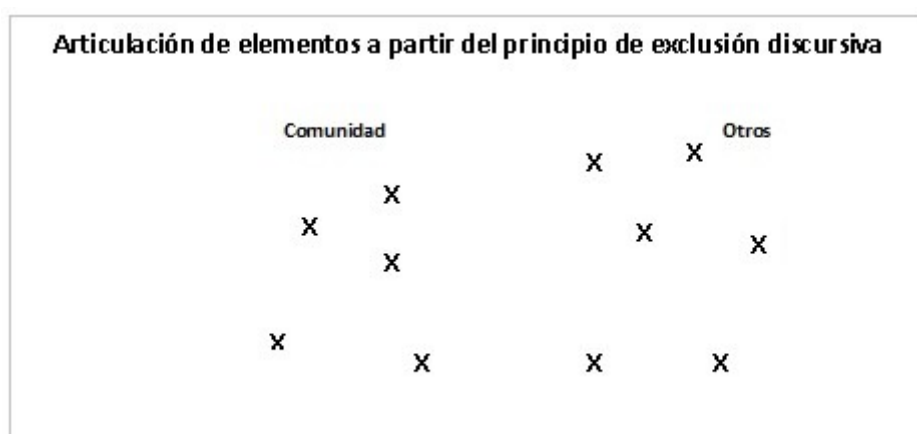 Articulación de elementos a partir del principio de exclusión discursiva
Comunidad Otros
X X
X
X X
X X
X
X X X